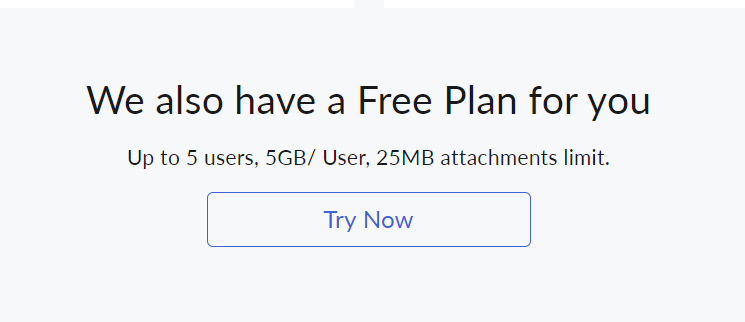 We also have a Free Plan for you
Up to 5 users, 5GB/ User, 25MB attachments limit.
Try Now